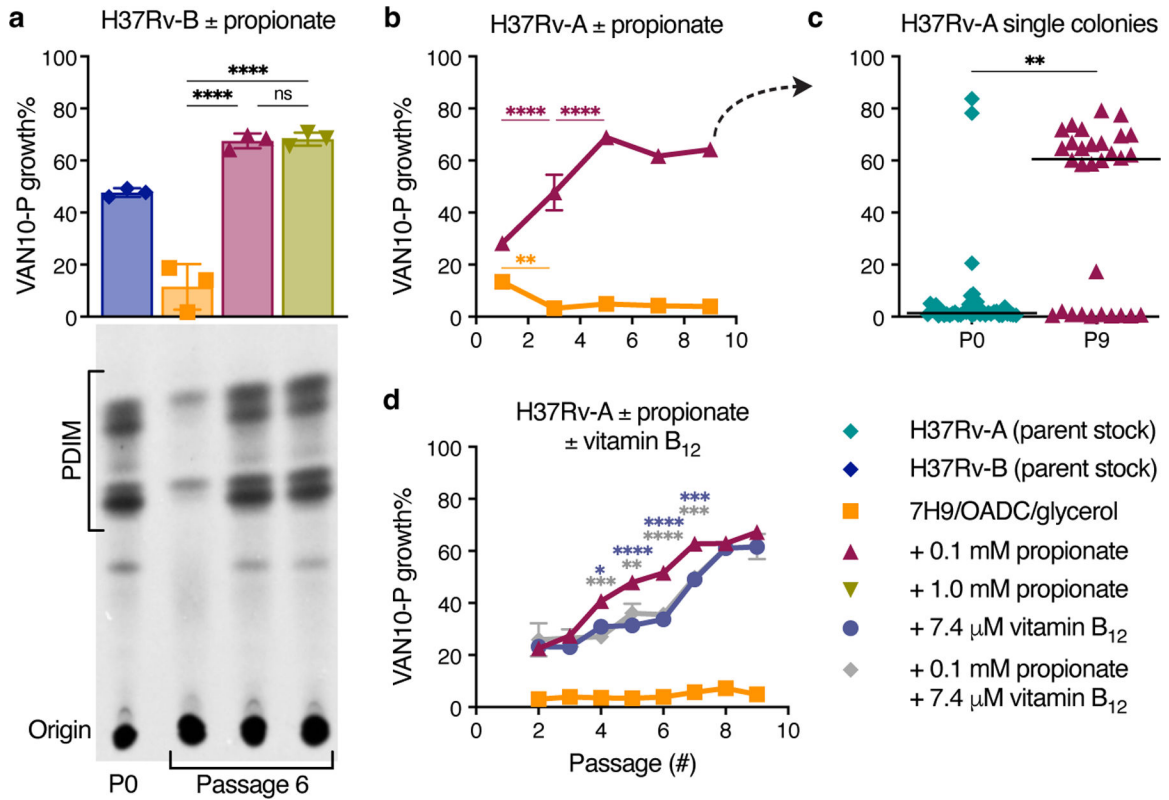 a
H37Rv-B ± propionate
VAN10-P growth%
100
80
60
40
20
0
****
**** ns
PDIM
Origin
P0 Passage 6
b
H37Rv-A ± propionate
VAN10-P growth%
100
80
60
40
20
0
**** ****
**
0 2 4 6 8 10
c
H37Rv-A single colonies
100
80
60
40
20
0
**
P0 P9
d
H37Rv-A ± propionate
± vitamin B₁₂
VAN10-P growth%
100
80
60
40
20
0
* **** **** ***
*** ** **** ***
0 2 4 6 8 10
Passage (#)
H37Rv-A (parent stock)
H37Rv-B (parent stock)
7H9/OADC/glycerol
+ 0.1 mM propionate
+ 1.0 mM propionate
+ 7.4 μM vitamin B₁₂
+ 0.1 mM propionate
+ 7.4 μM vitamin B₁₂